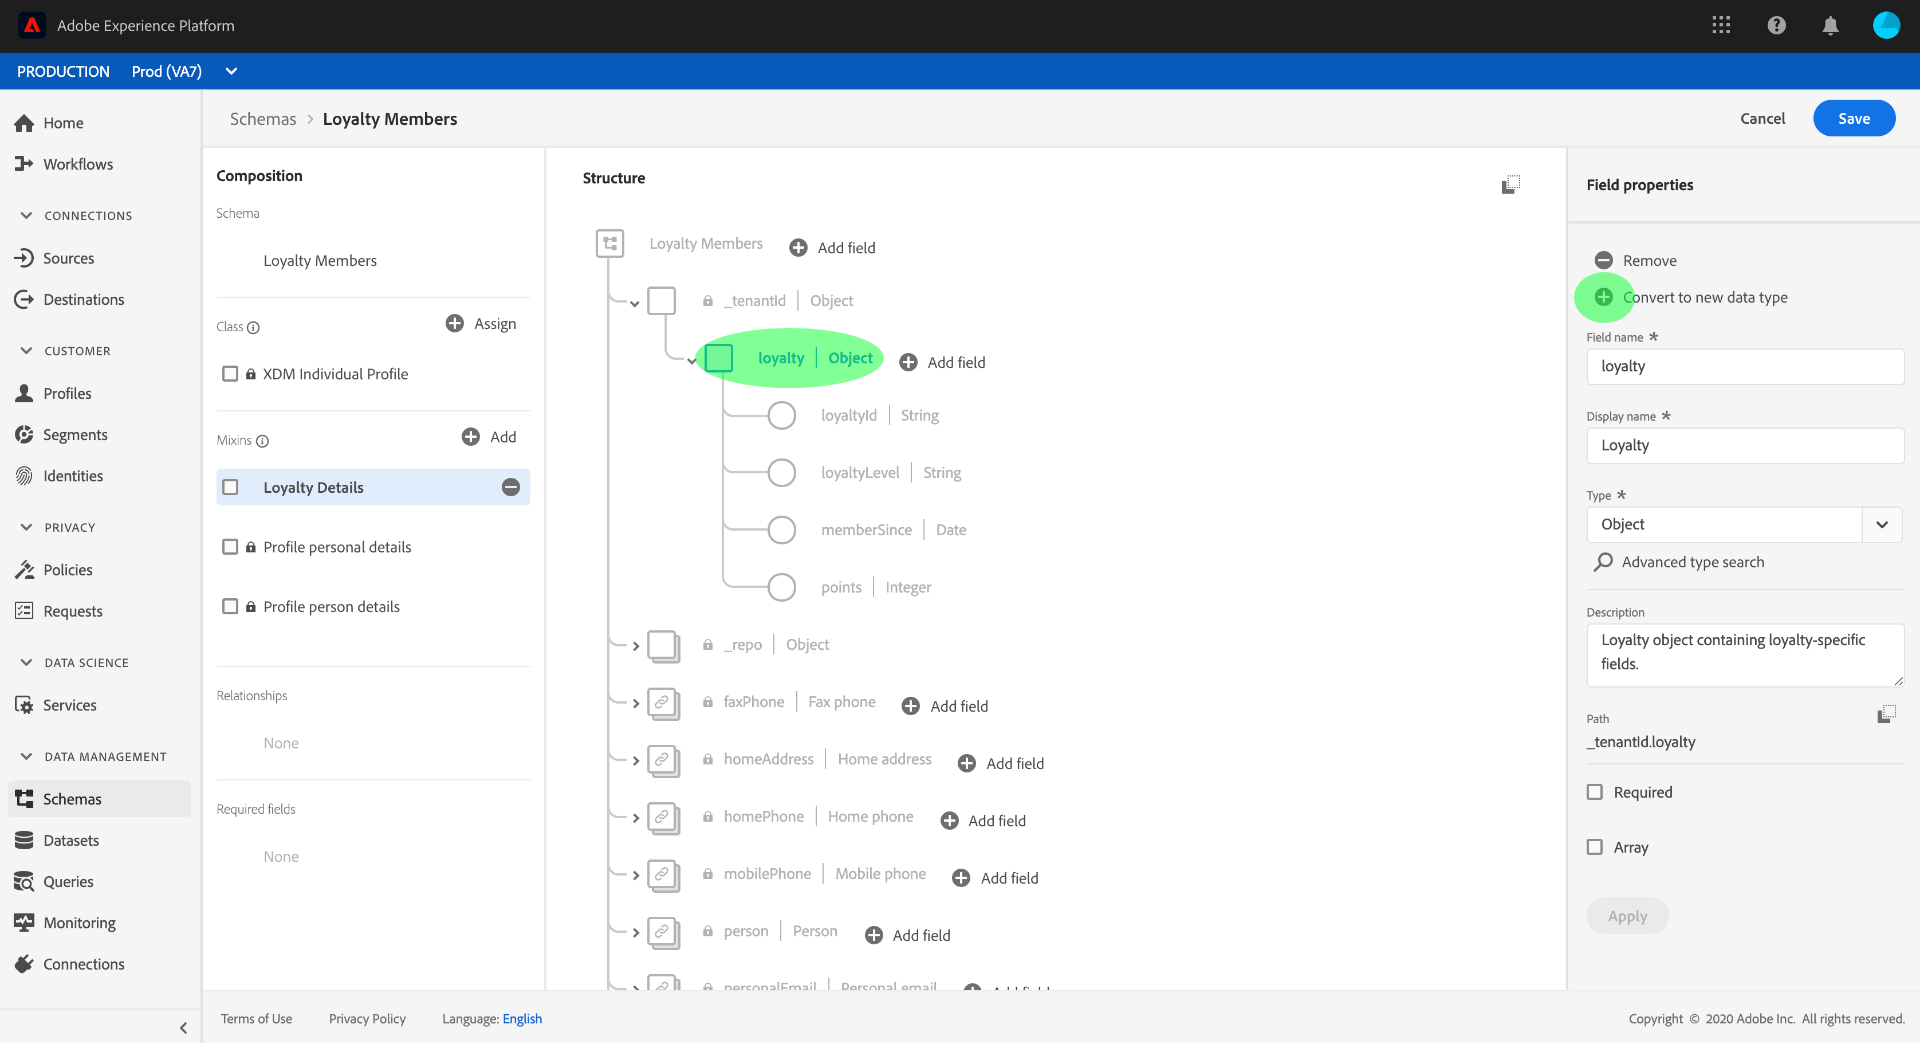 Adobe Experience Platform
PRODUCTION Prod (VA7)
Home
Workflows
CONNECTIONS
Sources
Destinations
CUSTOMER
Profiles
Segments
Identities
PRIVACY
Policies
Requests
DATA SCIENCE
Services
DATA MANAGEMENT
Schemas
Datasets
Queries
Monitoring
Connections
Schemas > Loyalty Members
Cancel
Save
Composition
Schema
Loyalty Members
Class
Assign
XDM Individual Profile
Mixins
Add
Loyalty Details
Profile personal details
Profile person details
Relationships
None
Required fields
None
Structure
Loyalty Members Add field
_tenantId | Object
loyalty | Object Add field
loyaltyId | String
loyaltyLevel | String
memberSince | Date
points | Integer
_repo | Object
faxPhone | Fax phone Add field
homeAddress | Home address Add field
homePhone | Home phone Add field
mobilePhone | Mobile phone Add field
person | Person Add field
personalEmail | Personal email Add field
Field properties
Remove
Convert to new data type
Field name *
loyalty
Display name *
Loyalty
Type *
Object
Advanced type search
Description
Loyalty object containing loyalty-specific
fields.
Path
_tenantId.loyalty
Required
Array
Apply
Terms of Use Privacy Policy Language: English
Copyright © 2020 Adobe Inc. All rights reserved.